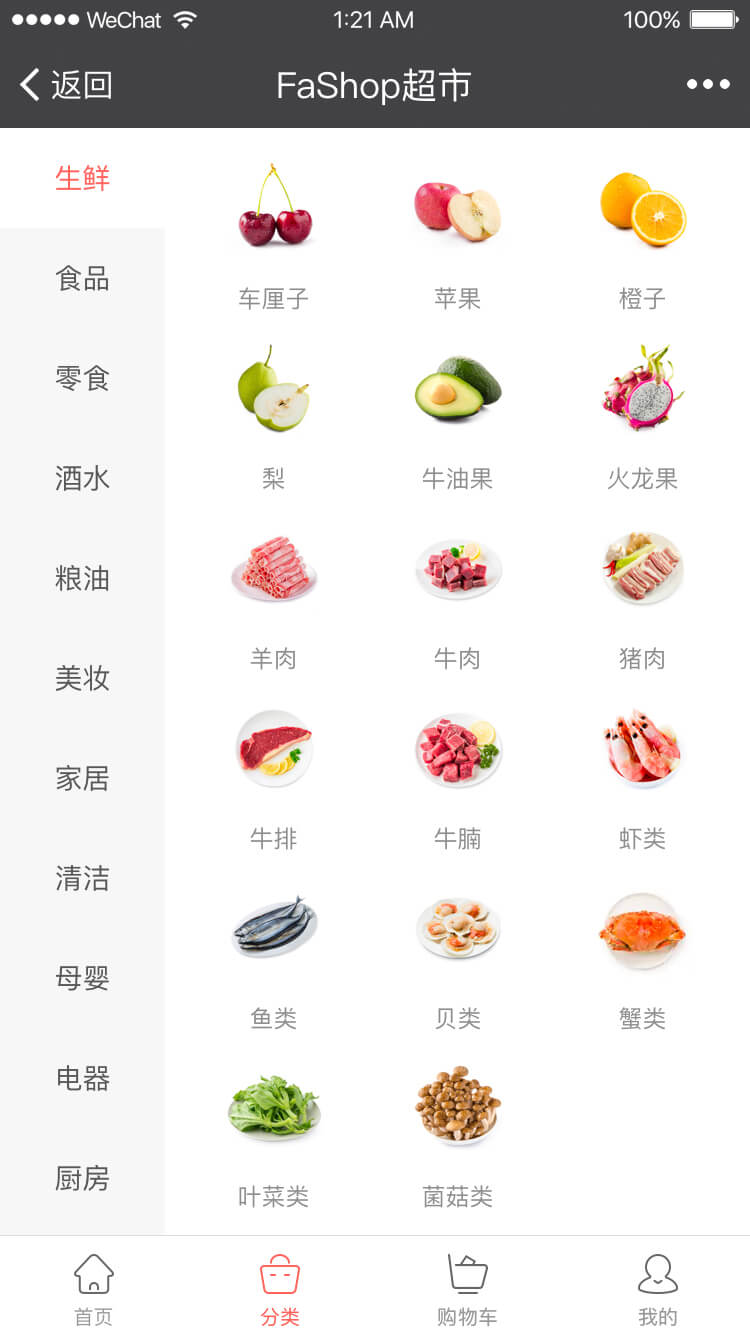 WeChat 1:21 AM 100%
返回 FaShop超市
生鲜
食品
零食
酒水
粮油
美妆
家居
清洁
母婴
电器
厨房
车厘子 苹果 橙子
梨 牛油果 火龙果
羊肉 牛肉 猪肉
牛排 牛腩 虾类
鱼类 贝类 蟹类
叶菜类 菌菇类
首页 分类 购物车 我的